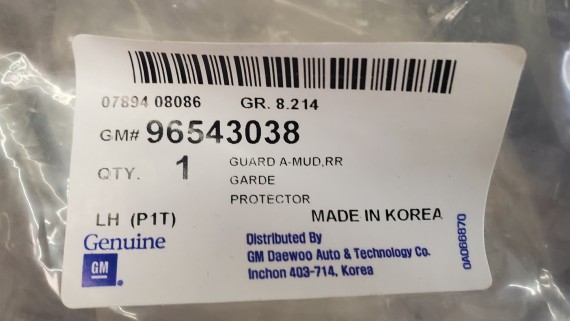 07894 08086 GR. 8.214
GM# 96543038
QTY. 1 GUARD A-MUD,RR
GARDE
PROTECTOR
LH (P1T) MADE IN KOREA
Genuine
GM
Distributed By
GM Daewoo Auto & Technology Co.
Inchon 403-714, Korea
0A066870